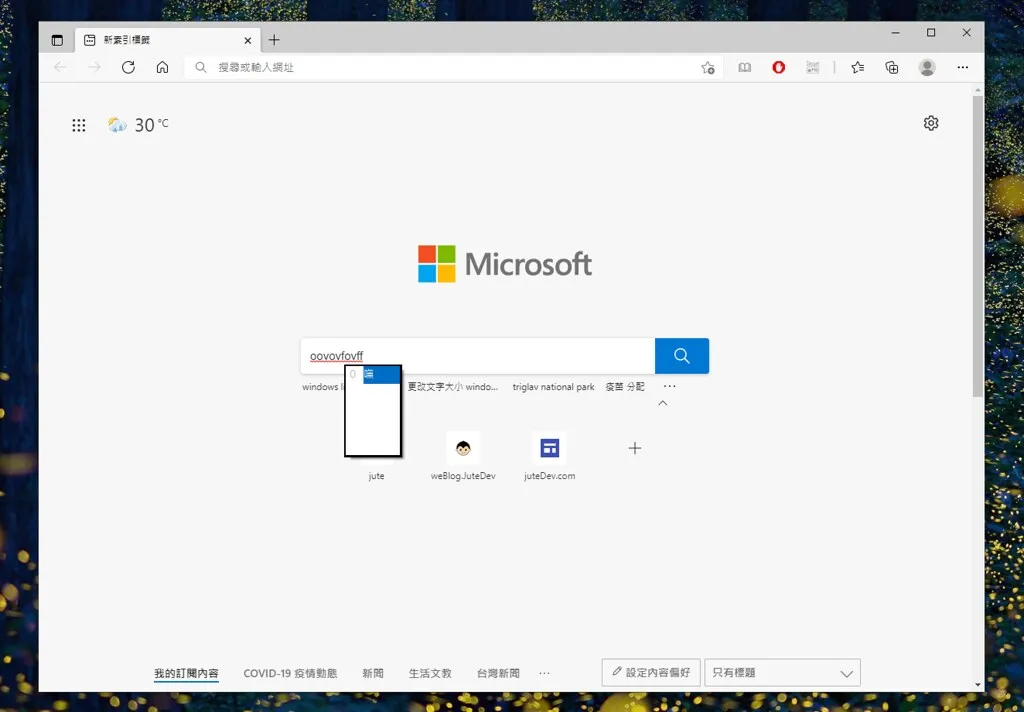 新索引標籤
搜尋或輸入網址
30 °C
Microsoft
oovovfovff
0
windows li
更改文字大小 windo...
triglav national park
疫苗 分配
...
jute
weBlog.JuteDev
juteDev.com
我的訂閱內容
COVID-19 疫情動態
新聞
生活文教
台灣新聞
...
設定內容偏好
只有標題